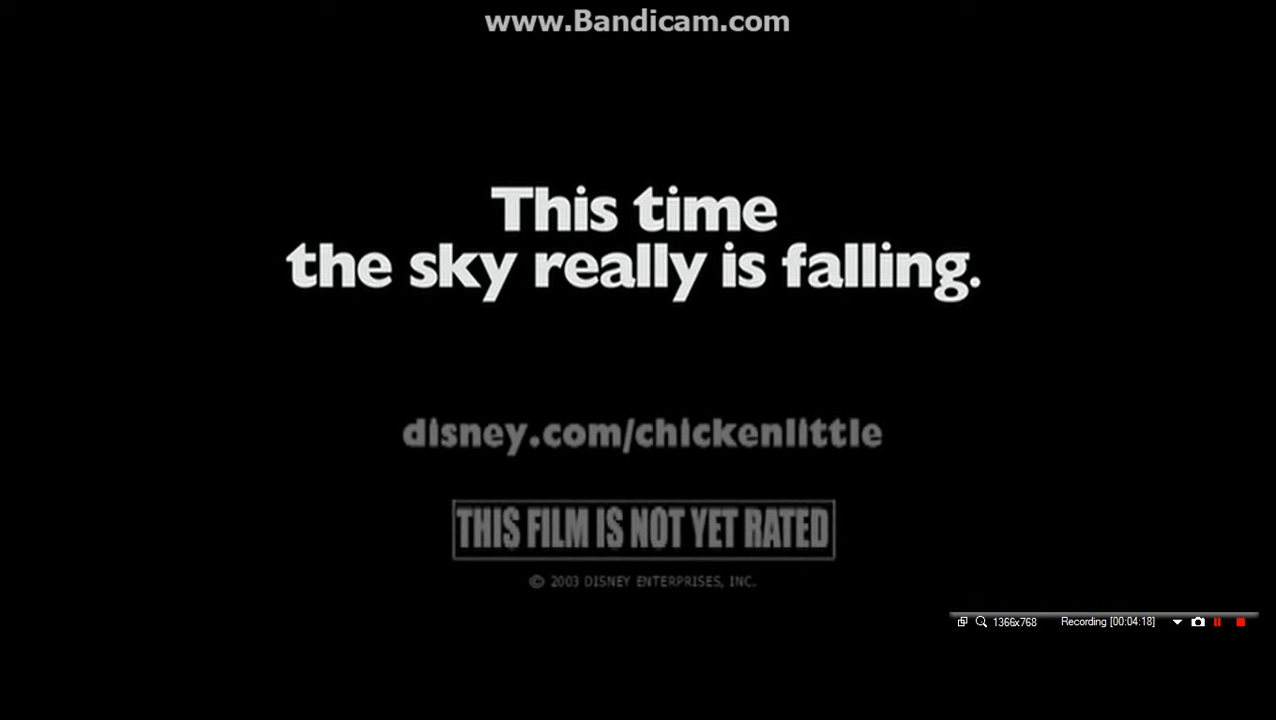 www.Bandicam.com
This time
the sky really is falling.
disney.com/chickenlittle
THIS FILM IS NOT YET RATED
© 2003 DISNEY ENTERPRISES, INC.
1366x768 Recording [00:04:18]